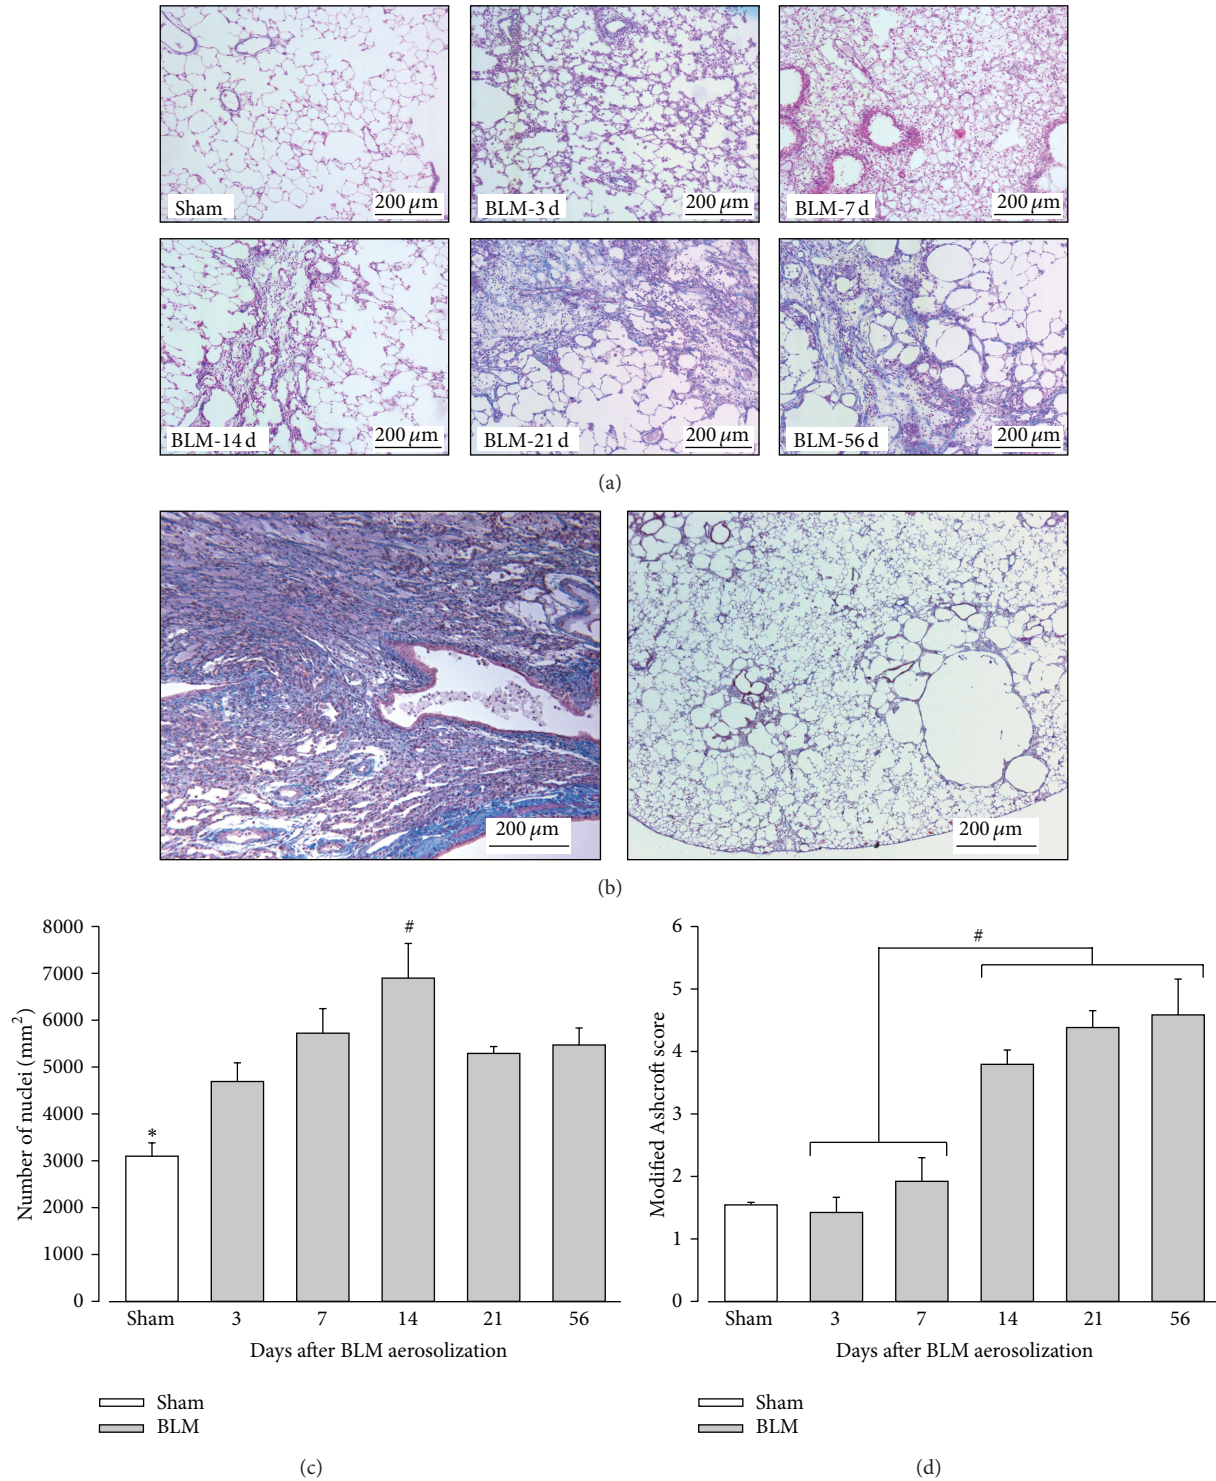 Sham
200 μm
BLM-3 d
200 μm
BLM-7 d
200 μm
BLM-14 d
200 μm
BLM-21 d
200 μm
BLM-56 d
200 μm
(a)
200 μm
200 μm
(b)
Number of nuclei (mm²)
8000
7000
6000
5000
4000
3000
2000
1000
0
*
#
Sham 3 7 14 21 56
Days after BLM aerosolization
Sham
BLM
(c)
Modified Ashcroft score
6
5
4
3
2
1
0
#
Sham 3 7 14 21 56
Days after BLM aerosolization
Sham
BLM
(d)